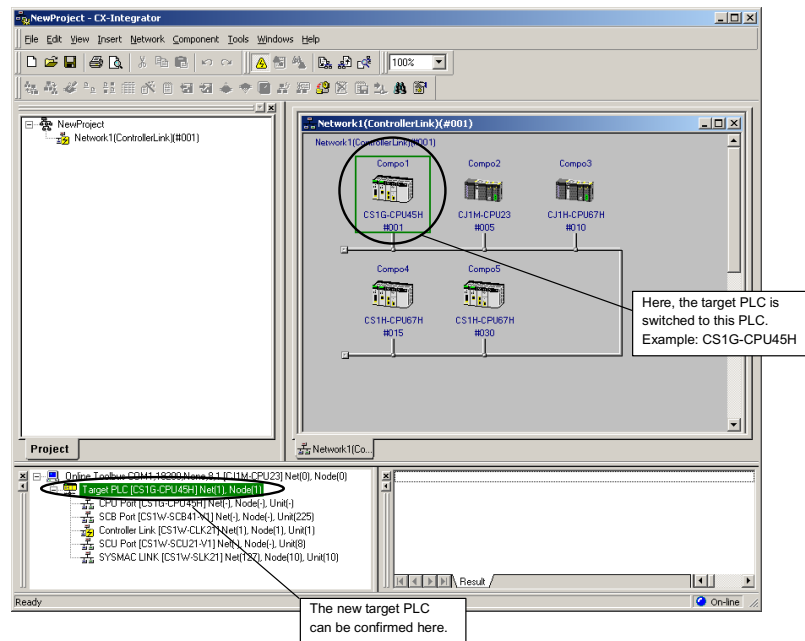 NewProject - CX-Integrator
File Edit View Insert Network Component Tools Windows Help
100%
NewProject
Network1(ControllerLink)(#001)
Project
Network1(ControllerLink)(#001)
Network1(ControllerLink)(#001)
Compo1 Compo2 Compo3
CS1G-CPU45H CJ1M-CPU23 CJ1H-CPU67H
#001 #005 #010
Compo4 Compo5
CS1H-CPU67H CS1H-CPU67H
#015 #030
Here, the target PLC is
switched to this PLC.
Example: CS1G-CPU45H
Network1(Co...
Online Toolbus COM1,19200,None,8,1 [CJ1M-CPU23] Net(0), Node(0)
Target PLC [CS1G-CPU45H] Net(1), Node(1)
CPU Port [CS1G-CPU45H] Net(-), Node(-), Unit(-)
SCB Port [CS1W-SCB41-V1] Net(-), Node(-), Unit(225)
Controller Link [CS1W-CLK21] Net(1), Node(1), Unit(1)
SCU Port [CS1W-SCU21-V1] Net(-), Node(-), Unit(8)
SYSMAC LINK [CS1W-SLK21] Net(127), Node(10), Unit(10)
Result
Ready
On-line
The new target PLC
can be confirmed here.